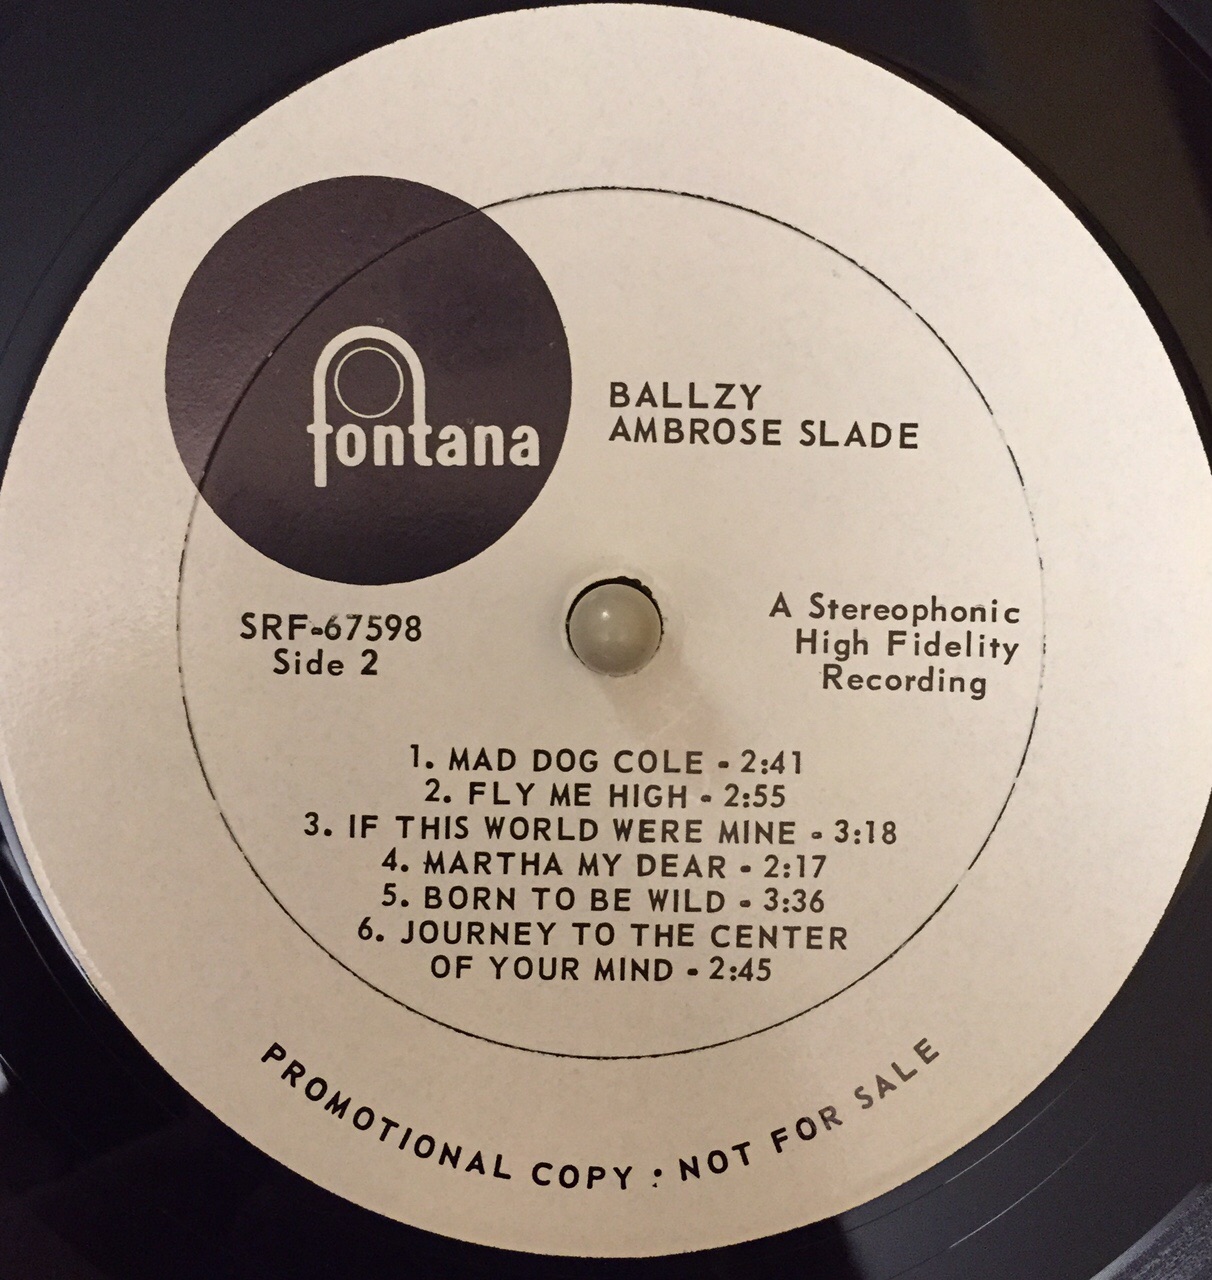 fontana
BALLZY
AMBROSE SLADE
SRF-67598
Side 2
A Stereophonic
High Fidelity
Recording
1. MAD DOG COLE - 2:41
2. FLY ME HIGH - 2:55
3. IF THIS WORLD WERE MINE - 3:18
4. MARTHA MY DEAR - 2:17
5. BORN TO BE WILD - 3:36
6. JOURNEY TO THE CENTER
OF YOUR MIND - 2:45
PROMOTIONAL COPY : NOT FOR SALE